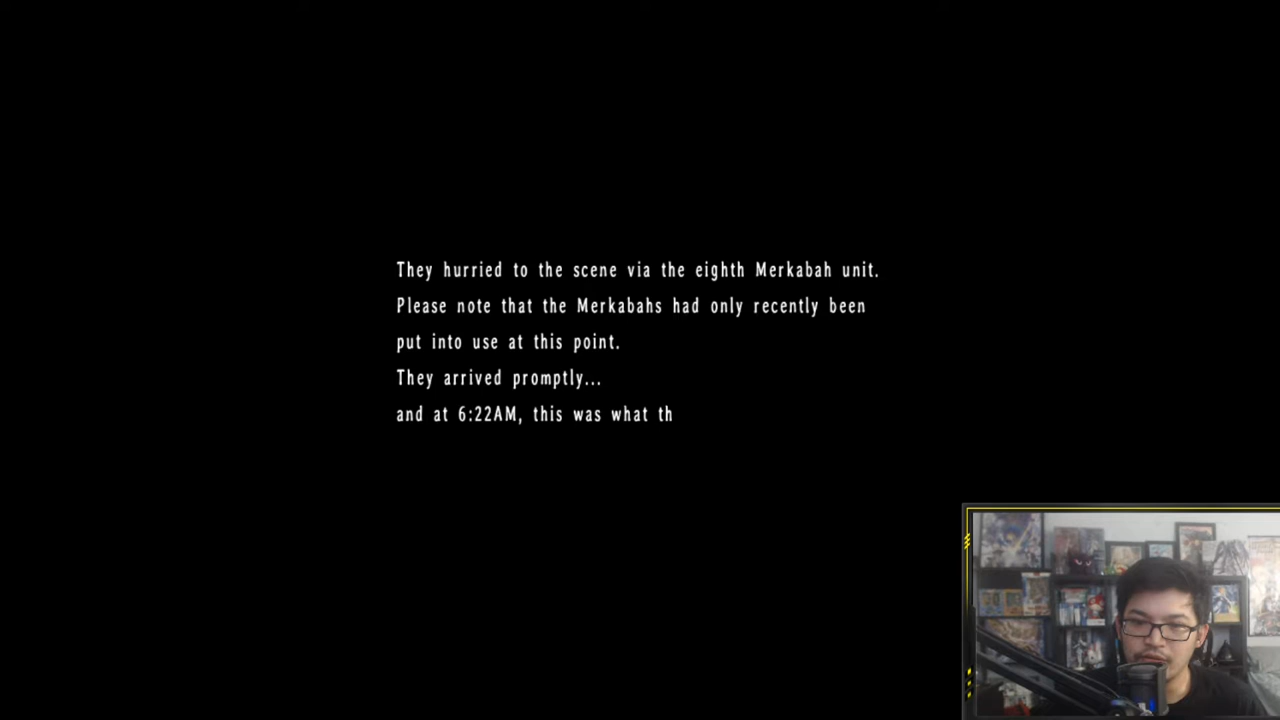 They hurried to the scene via the eighth Merkabah unit.
Please note that the Merkabahs had only recently been
put into use at this point.
They arrived promptly...
and at 6:22AM, this was what th